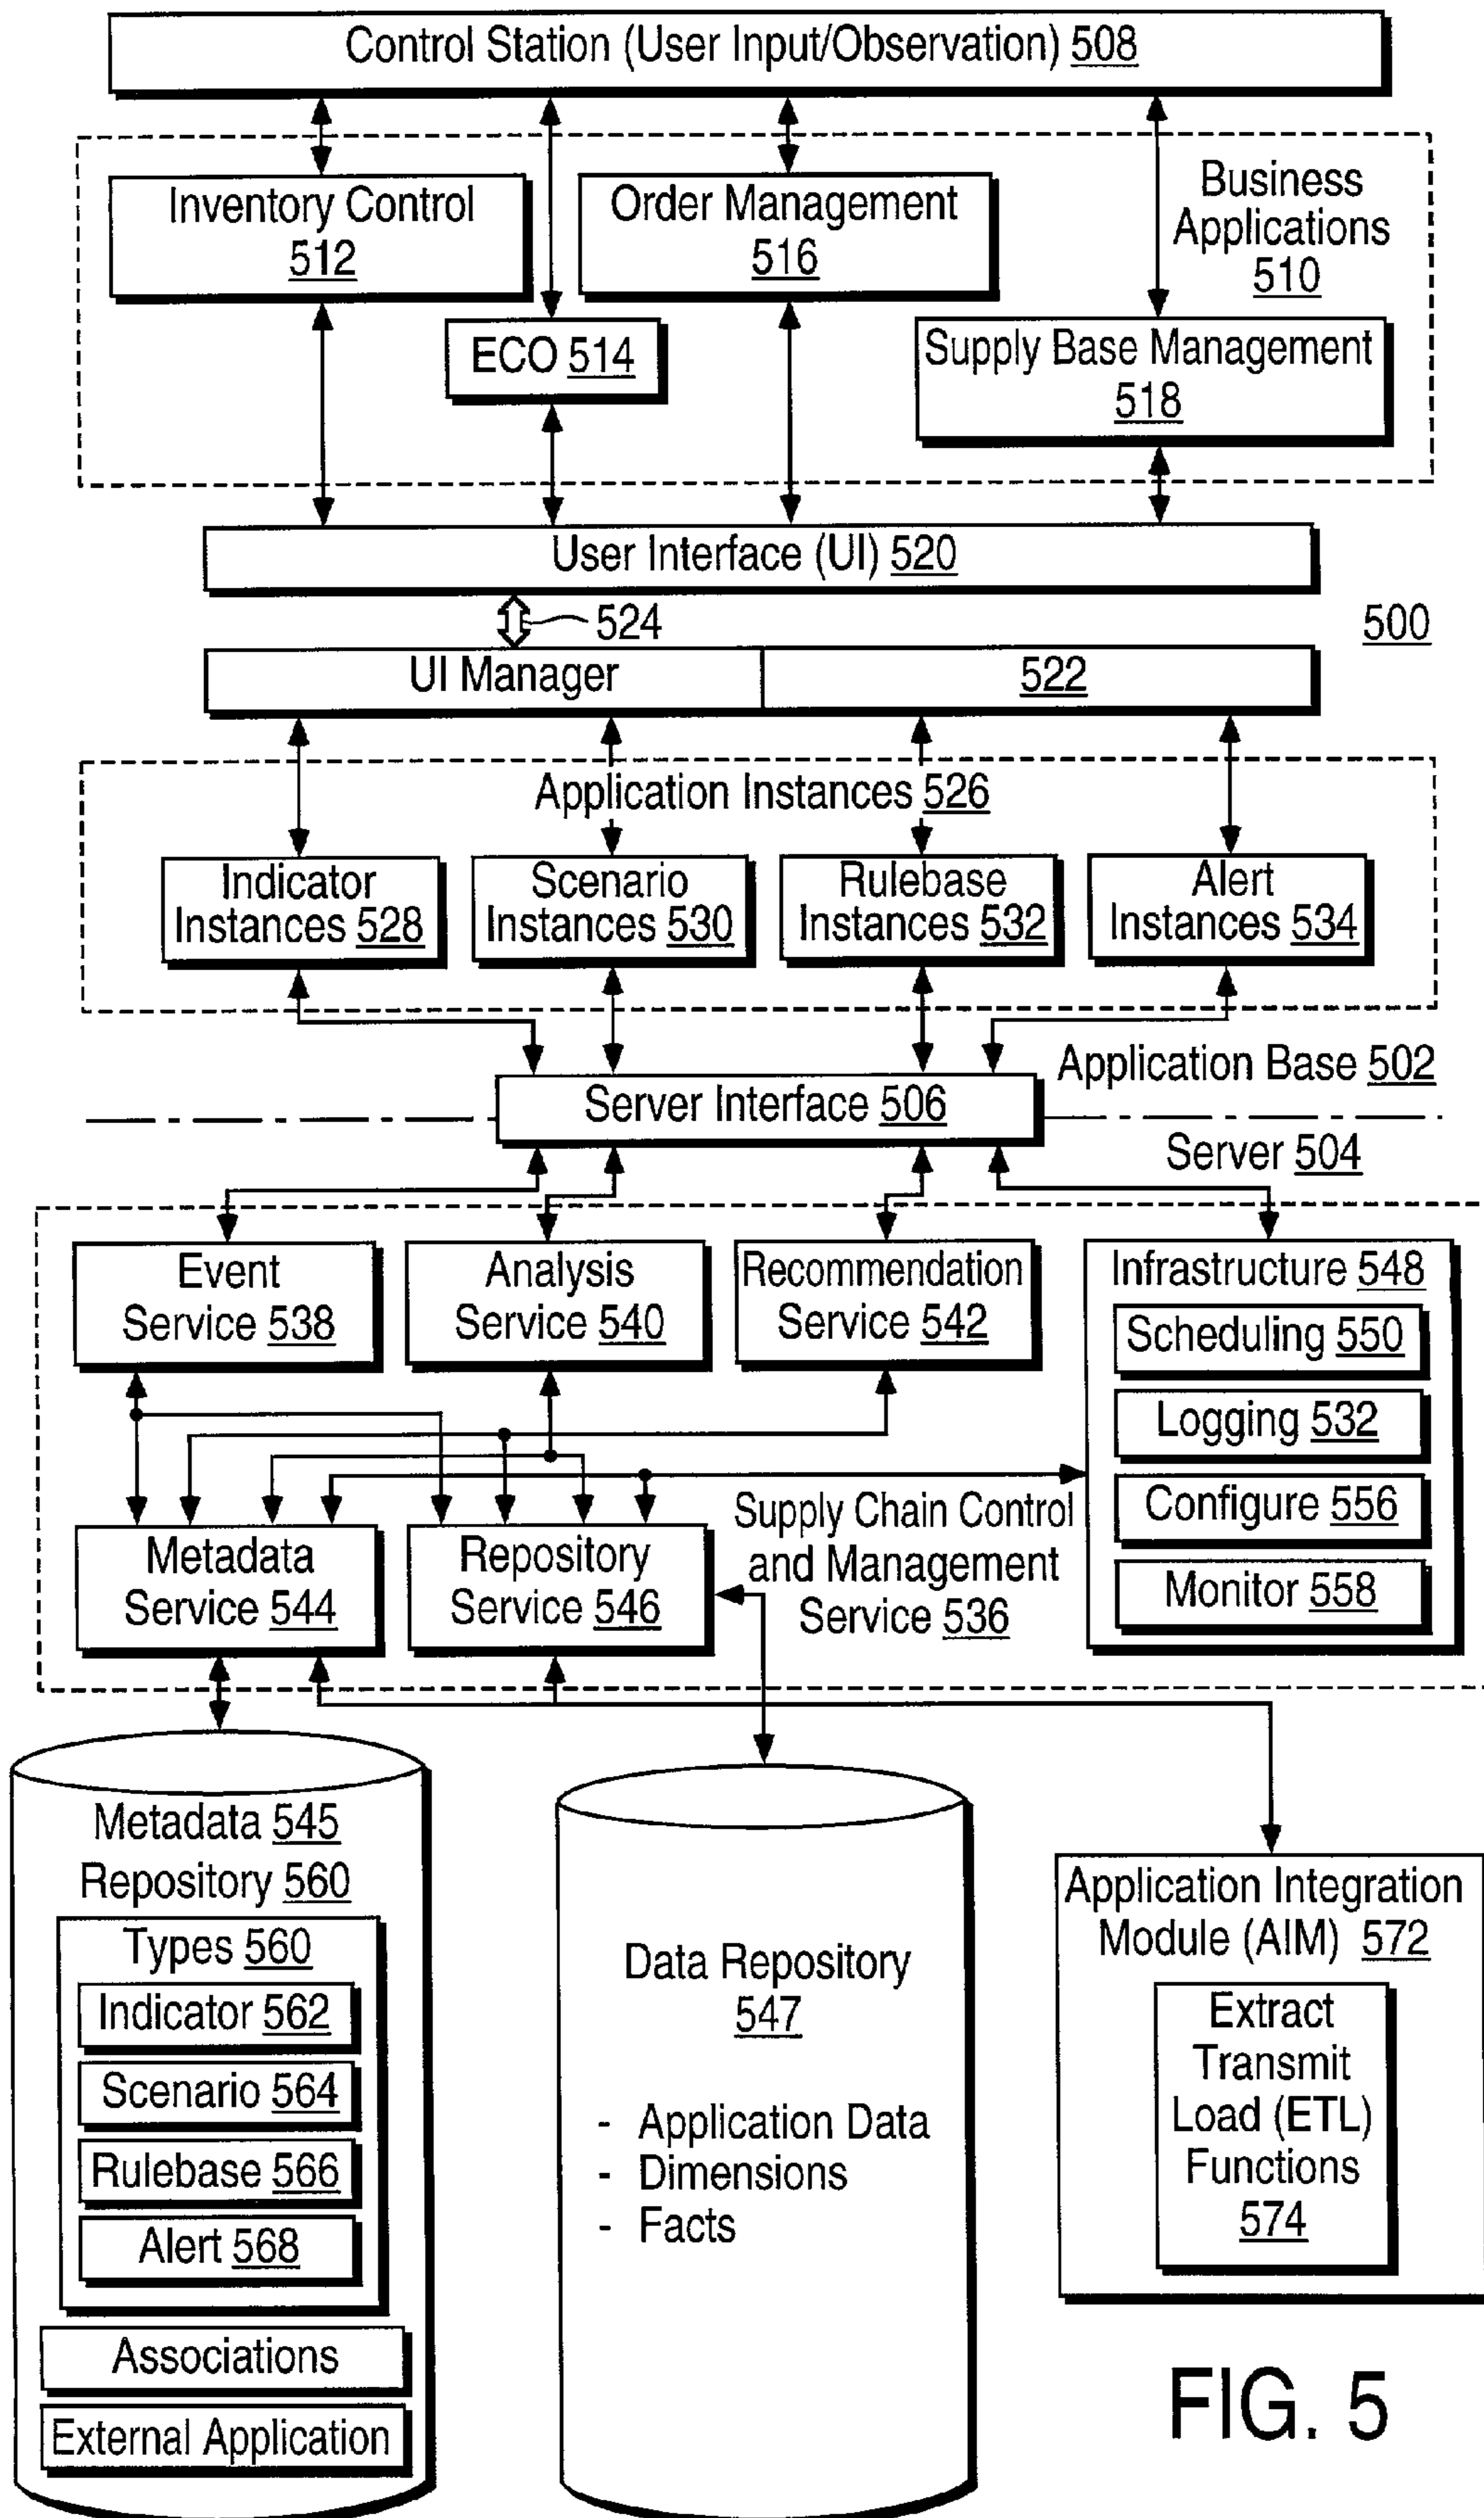 Control Station (User Input/Observation) 508
Business
Applications
510
Inventory Control
512
Order Management
516
ECO 514
Supply Base Management
518
User Interface (UI) 520
524
500
UI Manager
522
Application Instances 526
Indicator
Instances 528
Scenario
Instances 530
Rulebase
Instances 532
Alert
Instances 534
Application Base 502
Server Interface 506
Server 504
Event
Service 538
Analysis
Service 540
Recommendation
Service 542
Infrastructure 548
Scheduling 550
Logging 532
Configure 556
Monitor 558
Metadata
Service 544
Repository
Service 546
Supply Chain Control
and Management
Service 536
Metadata 545
Repository 560
Types 560
Indicator 562
Scenario 564
Rulebase 566
Alert 568
Associations
External Application
Data Repository
547
- Application Data
- Dimensions
- Facts
Application Integration
Module (AIM) 572
Extract
Transmit
Load (ETL)
Functions
574
FIG. 5